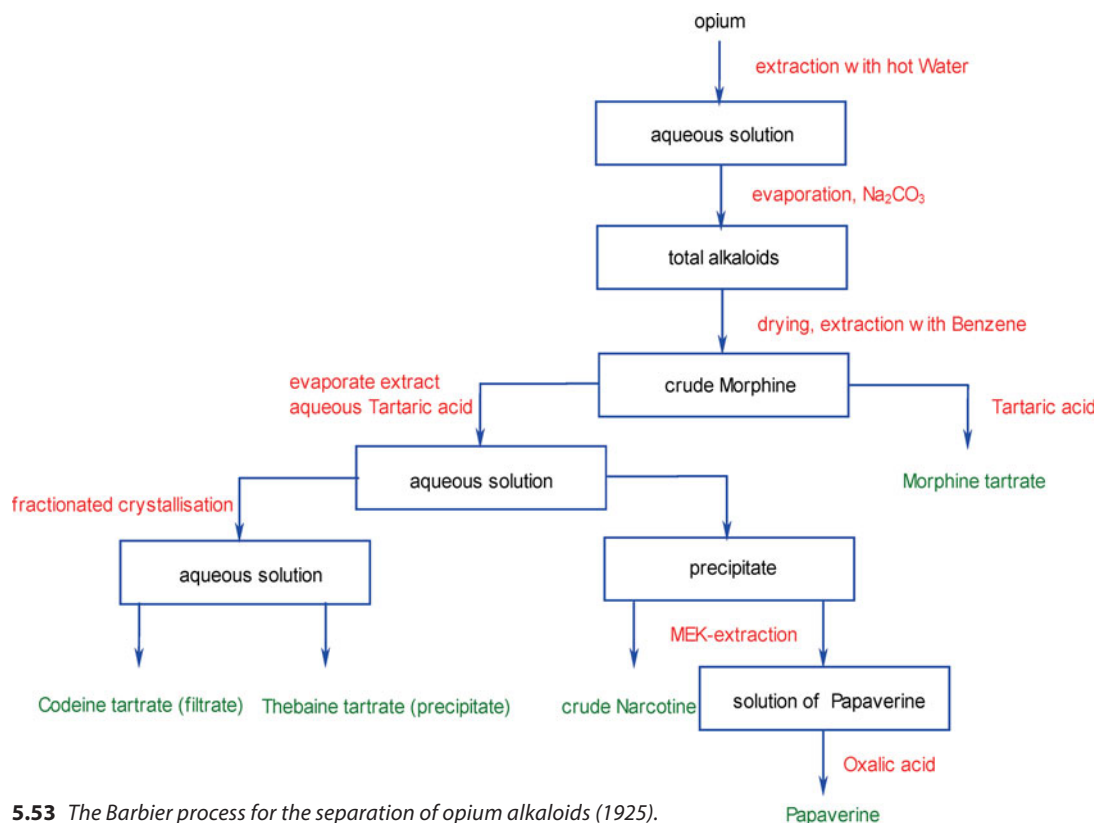 opium
extraction with hot Water
aqueous solution
evaporation, Na₂CO₃
total alkaloids
drying, extraction with Benzene
crude Morphine
evaporate extract
aqueous Tartaric acid
Tartaric acid
aqueous solution
Morphine tartrate
fractionated crystallisation
aqueous solution
precipitate
MEK-extraction
Codeine tartrate (filtrate)
Thebaine tartrate (precipitate)
crude Narcotine
solution of Papaverine
Oxalic acid
Papaverine
5.53 The Barbier process for the separation of opium alkaloids (1925).